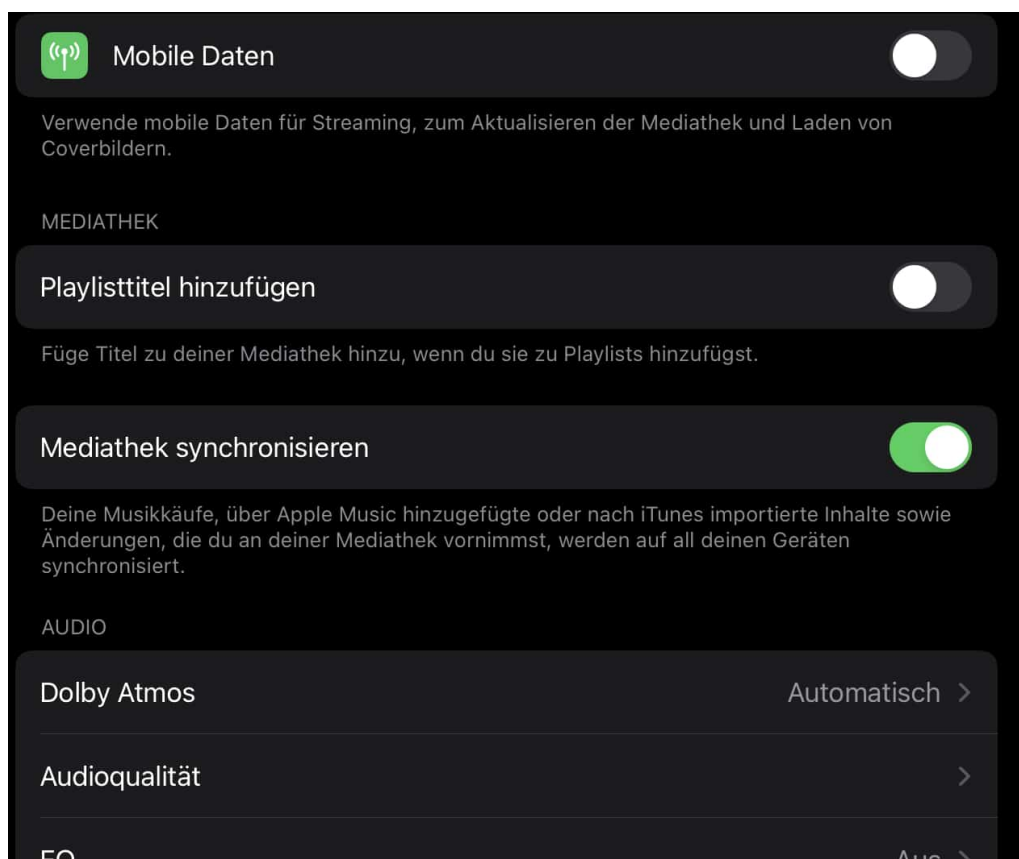 Mobile Daten
Verwende mobile Daten für Streaming, zum Aktualisieren der Mediathek und Laden von
Coverbildern.
MEDIATHEK
Playlisttitel hinzufügen
Füge Titel zu deiner Mediathek hinzu, wenn du sie zu Playlists hinzufügst.
Mediathek synchronisieren
Deine Musikkäufe, über Apple Music hinzugefügte oder nach iTunes importierte Inhalte sowie
Änderungen, die du an deiner Mediathek vornimmst, werden auf all deinen Geräten
synchronisiert.
AUDIO
Dolby Atmos Automatisch
Audioqualität
EQ Aus